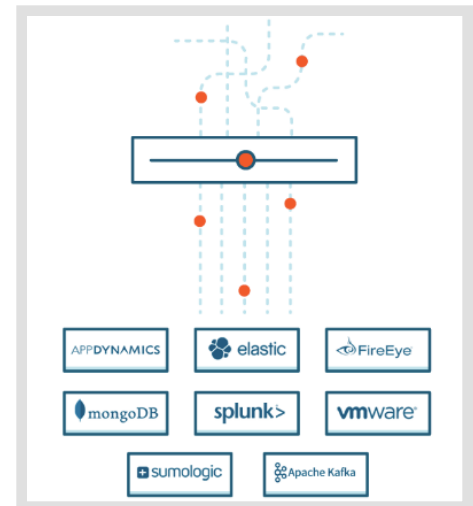 APPDYNAMICS
elastic
FireEye
mongoDB
splunk>
vmware®
sumologic
Apache Kafka